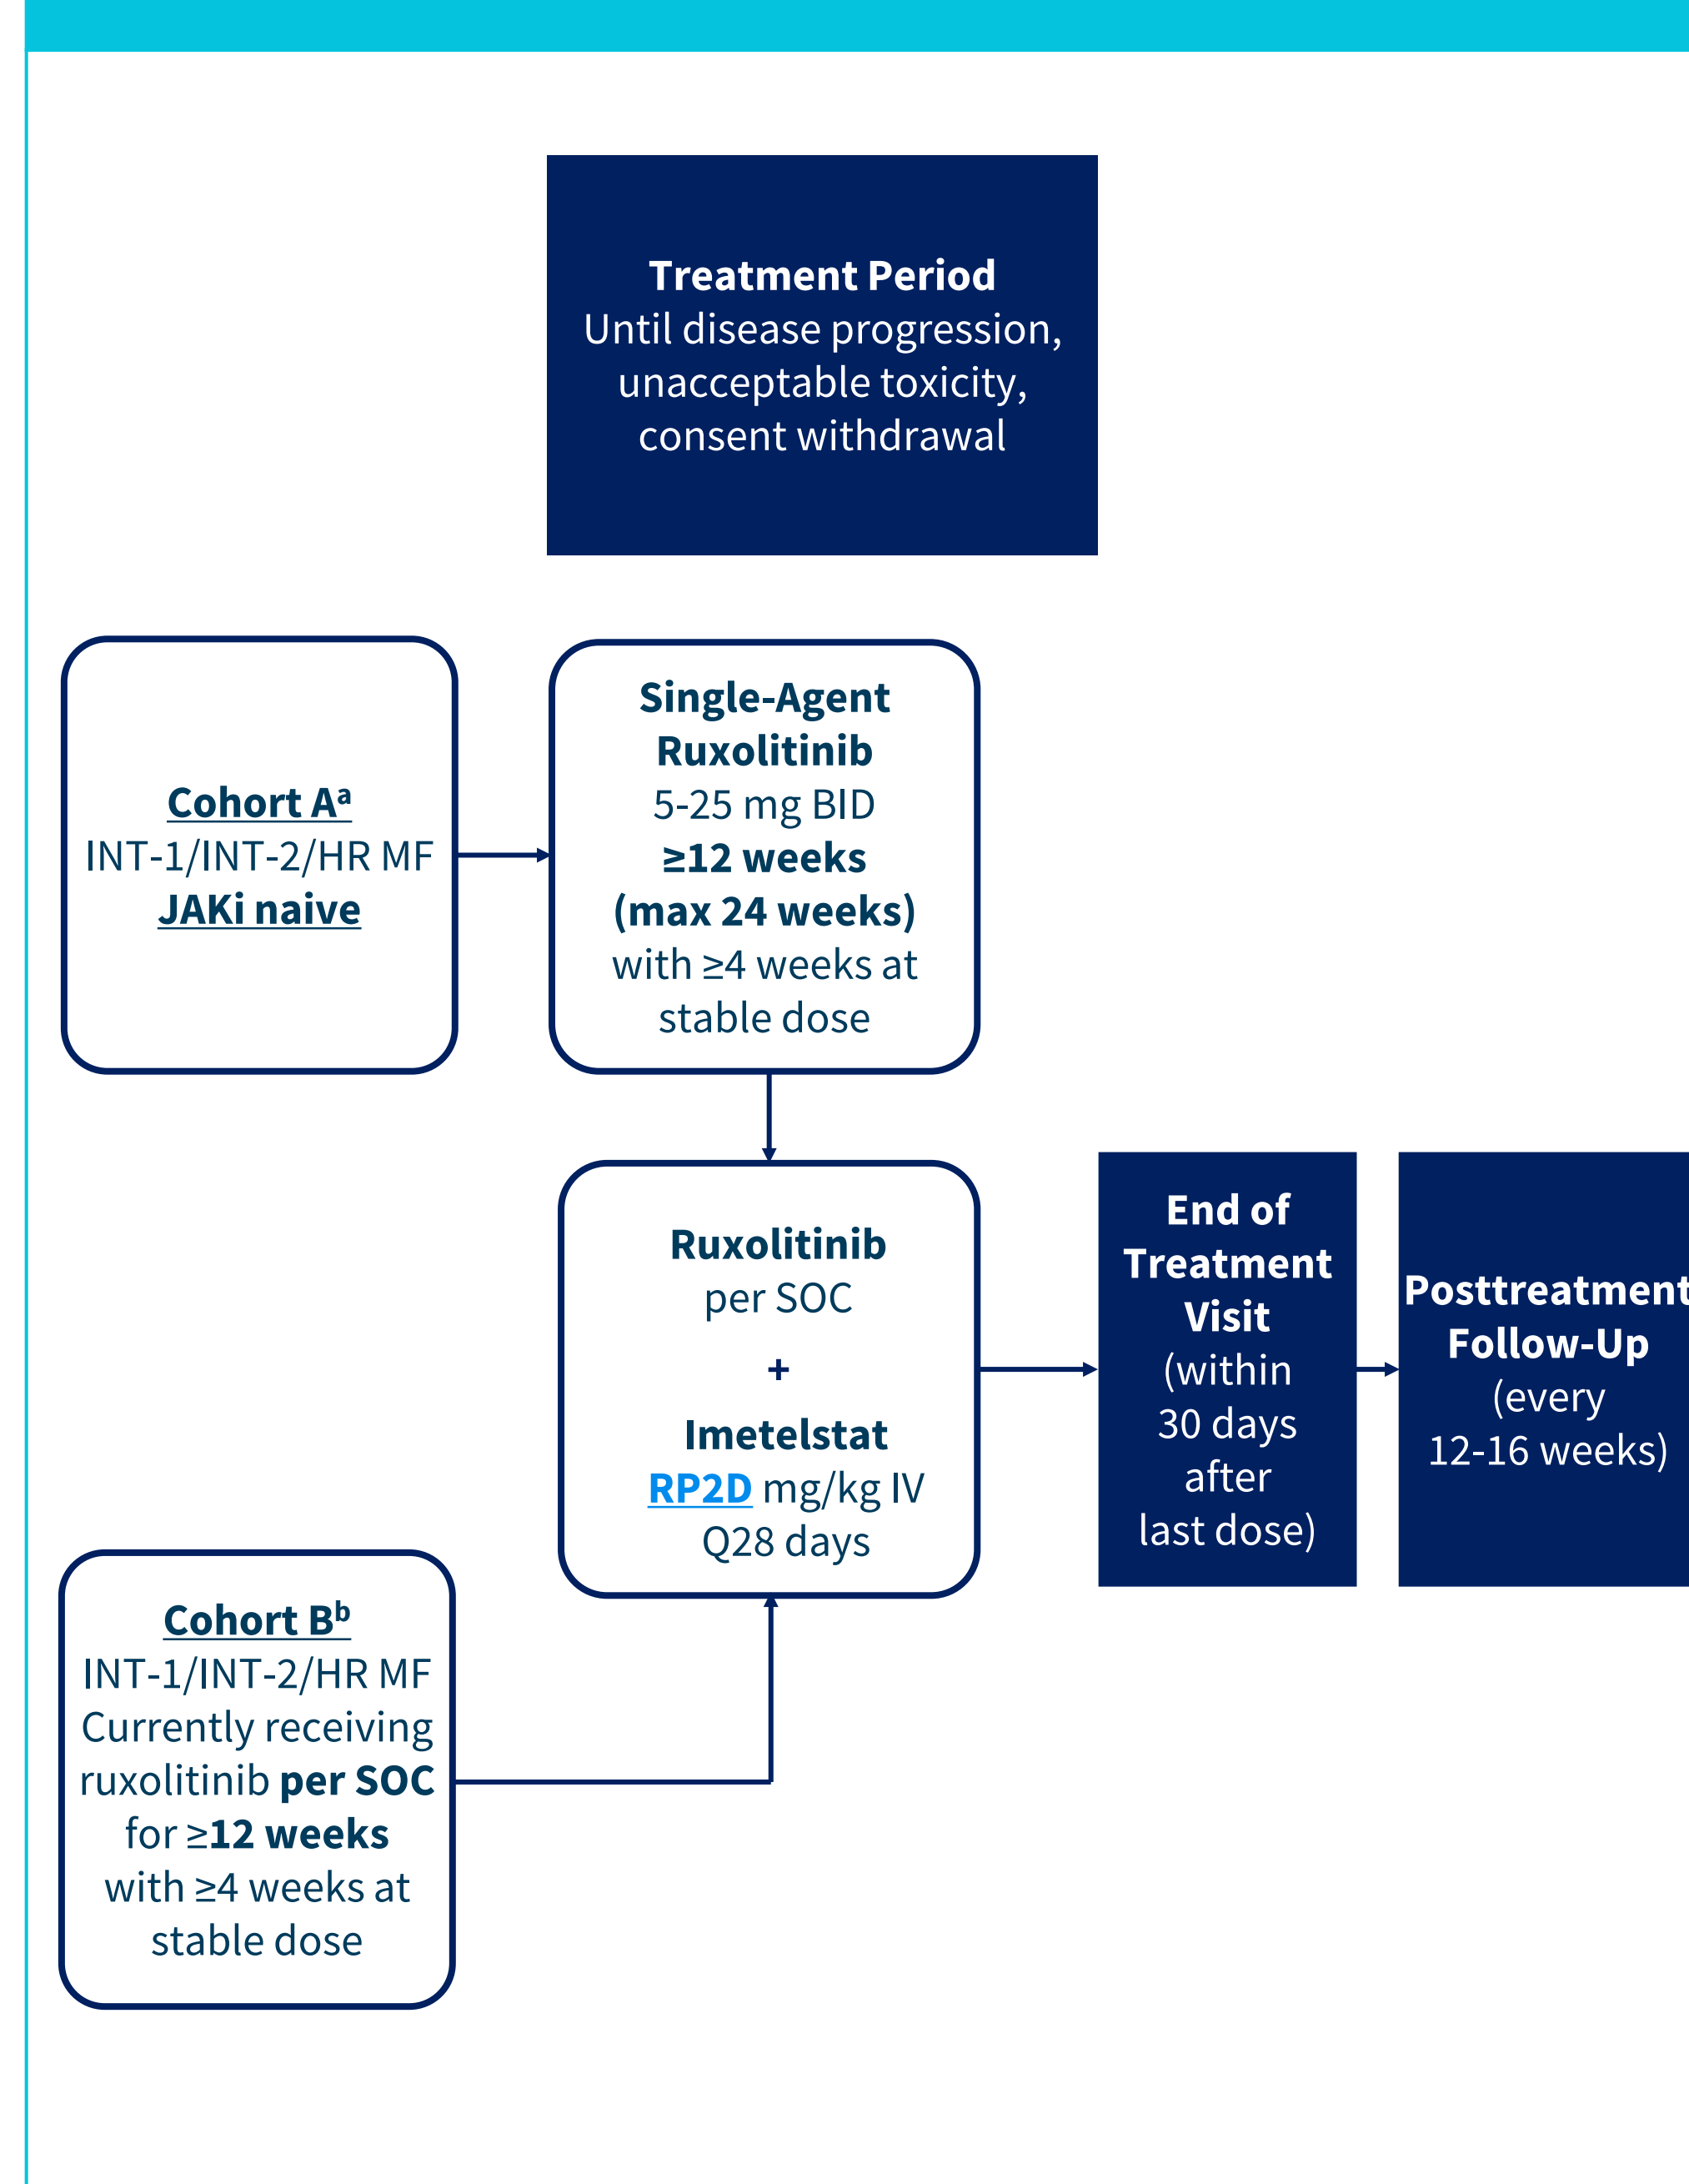 Treatment Period
Until disease progression,
unacceptable toxicity,
consent withdrawal
Cohort Aᵃ
INT-1/INT-2/HR MF
JAKi naive
Single-Agent
Ruxolitinib
5-25 mg BID
≥12 weeks
(max 24 weeks)
with ≥4 weeks at
stable dose
Ruxolitinib
per SOC
+
Imetelstat
RP2D mg/kg IV
Q28 days
Cohort Bᵇ
INT-1/INT-2/HR MF
Currently receiving
ruxolitinib per SOC
for ≥12 weeks
with ≥4 weeks at
stable dose
End of
Treatment
Visit
(within
30 days
after
last dose)
Posttreatment
Follow-Up
(every
12-16 weeks)